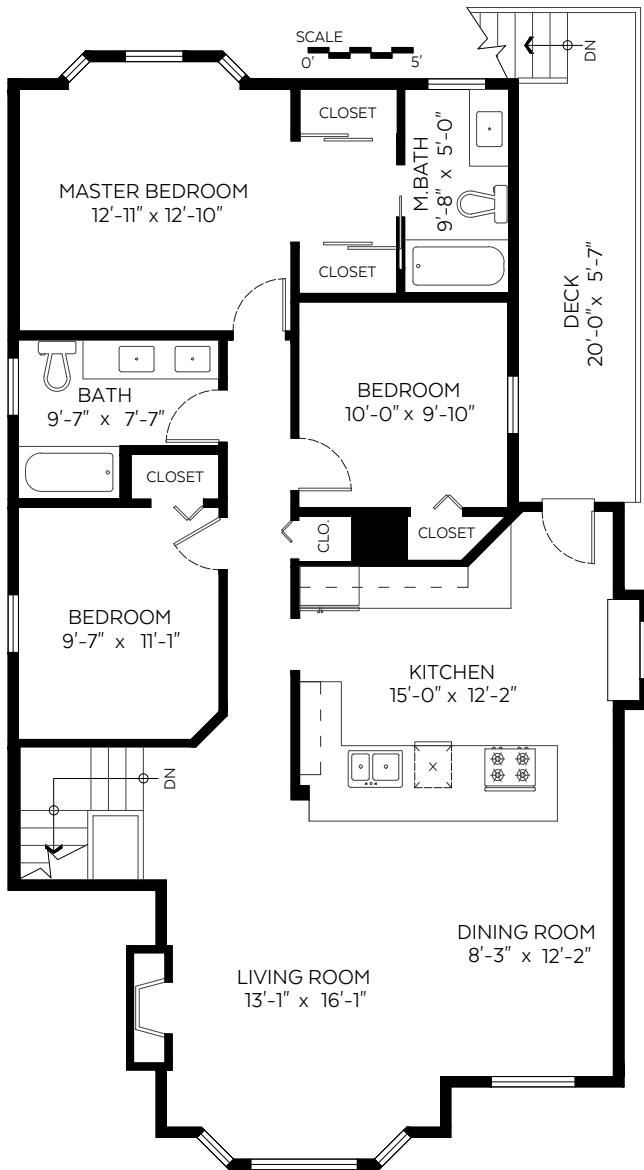 SCALE
0' 5'
DN
CLOSET
M.BATH
9'-8" x 5'-0"
MASTER BEDROOM
12'-11" x 12'-10"
CLOSET
DECK
20'-0" x 5'-7"
BATH
9'-7" x 7'-7"
BEDROOM
10'-0" x 9'-10"
CLOSET
CLO.
CLOSET
BEDROOM
9'-7" x 11'-1"
KITCHEN
15'-0" x 12'-2"
X
DN
DINING ROOM
8'-3" x 12'-2"
LIVING ROOM
13'-1" x 16'-1"